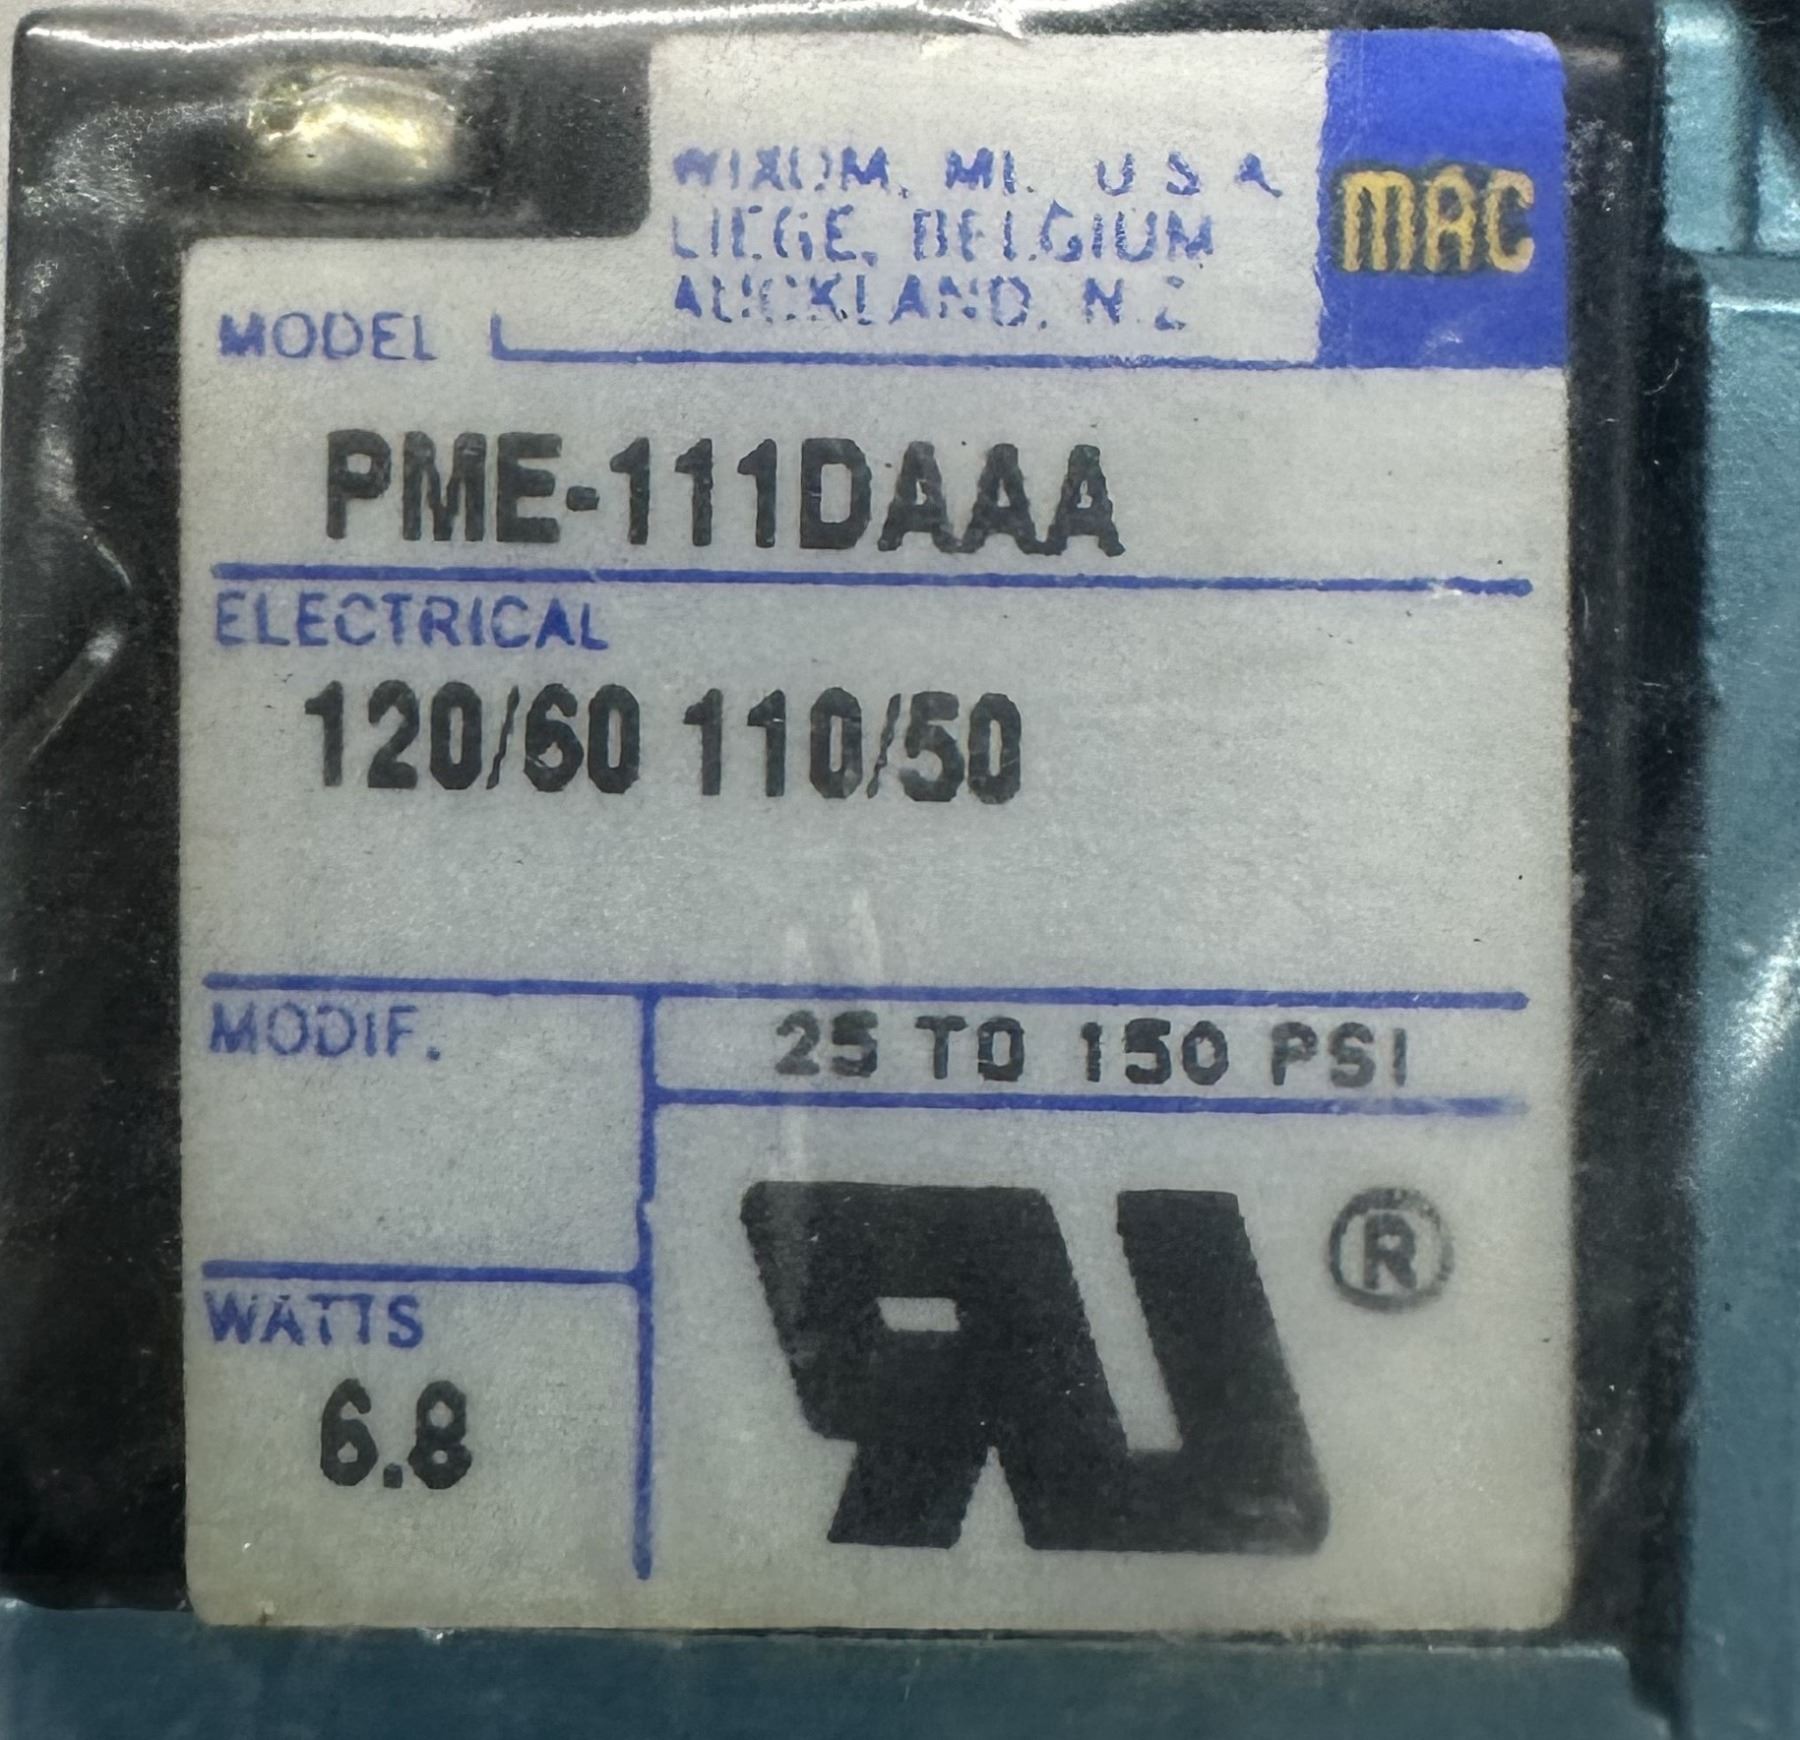 WIXOM, MI. U S A
LIEGE, BELGIUM
AUCKLAND, N.Z
MAC
MODEL
PME-111DAAA
ELECTRICAL
120/60 110/50
MODIF.
25 TO 150 PSI
WATTS
6.8
RU ®